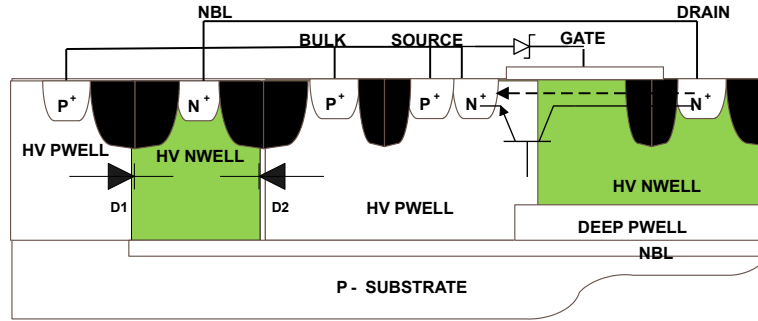 NBL DRAIN
BULK SOURCE GATE
P+ N+ P+ P+ N+ N+
HV PWELL HV NWELL HV NWELL
D1 D2 HV PWELL
DEEP PWELL
NBL
P - SUBSTRATE